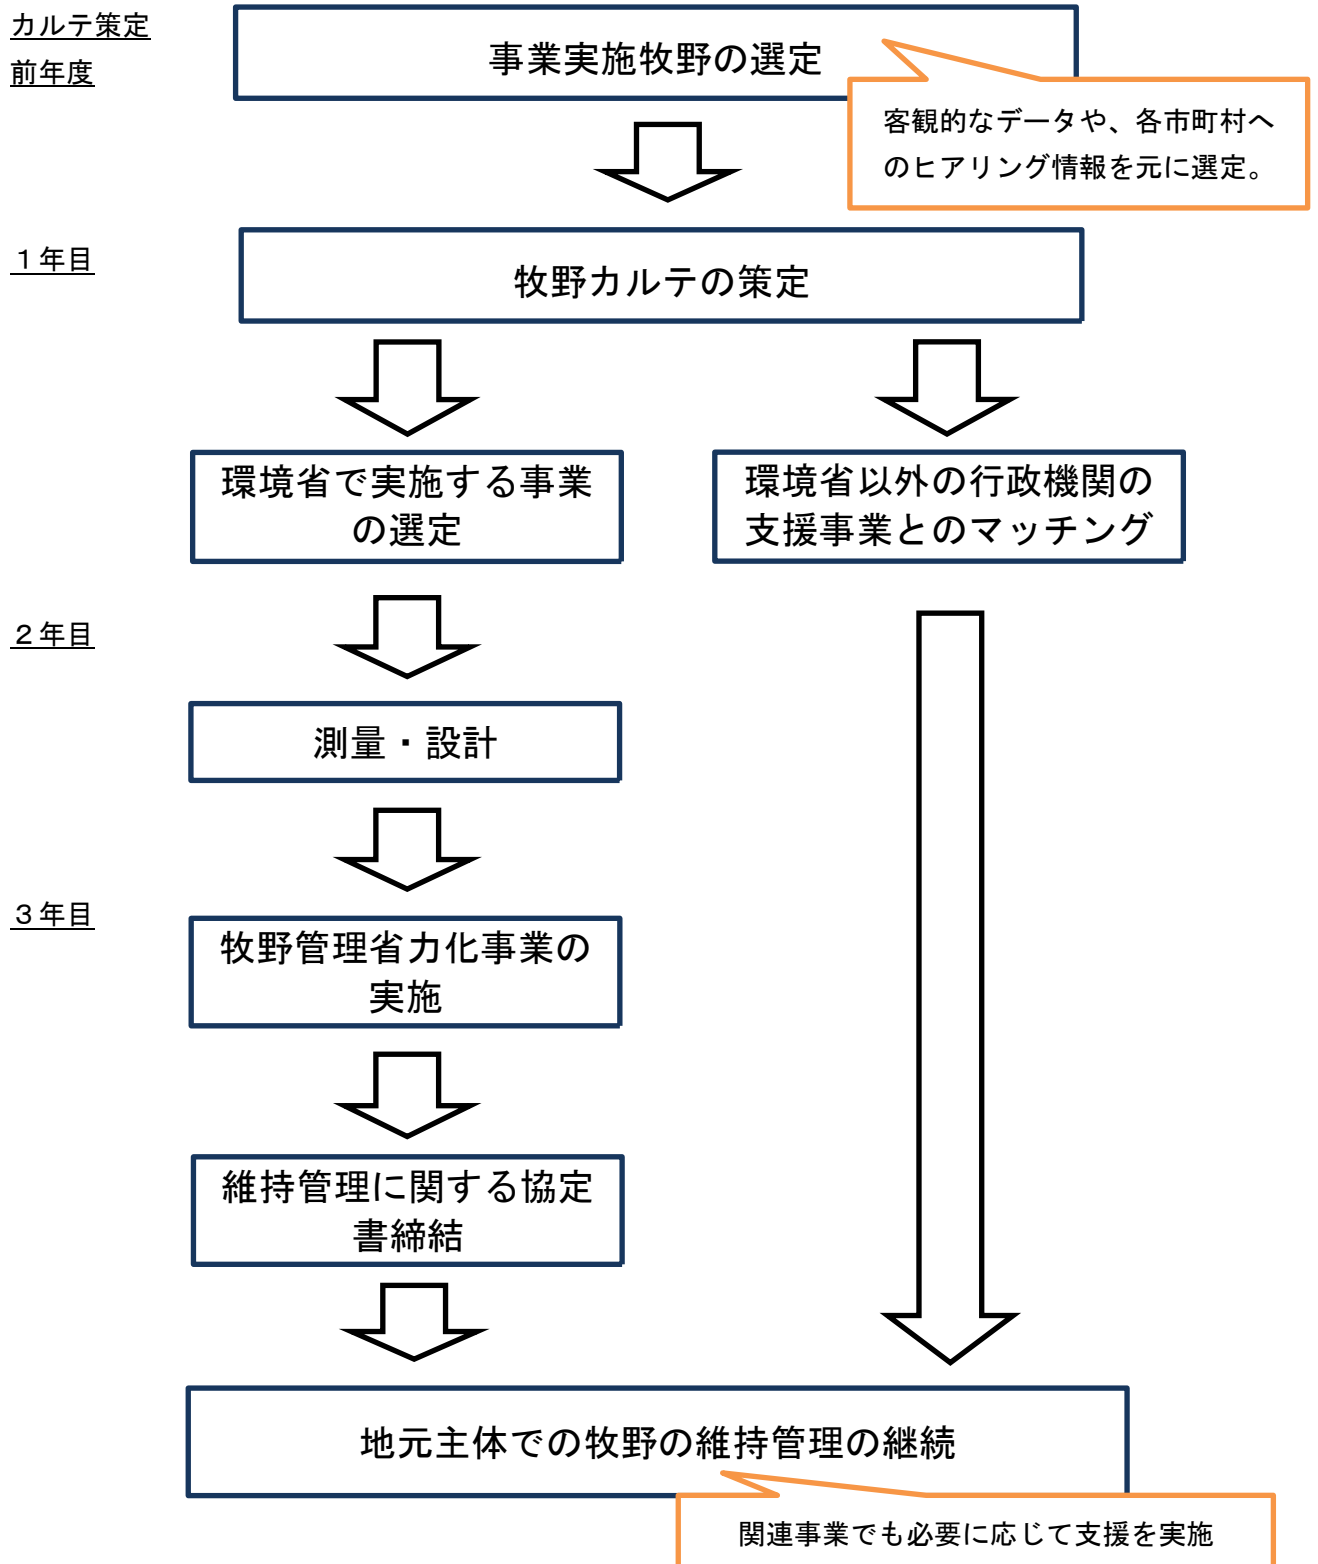 カルテ策定
前年度
事業実施牧野の選定
客観的なデータや、各市町村へ
のヒアリング情報を元に選定。
１年目
牧野カルテの策定
環境省で実施する事業
の選定
環境省以外の行政機関の
支援事業とのマッチング
２年目
測量・設計
３年目
牧野管理省力化事業の
実施
維持管理に関する協定
書締結
地元主体での牧野の維持管理の継続
関連事業でも必要に応じて支援を実施